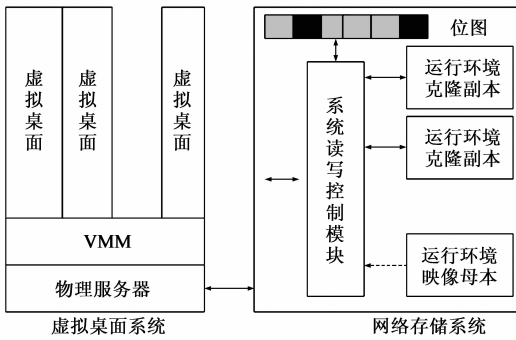 虚拟桌面
虚拟桌面
虚拟桌面
VMM
物理服务器
虚拟桌面系统
位图
系统读写控制模块
运行环境
克隆副本
运行环境
克隆副本
运行环境
映像母本
网络存储系统